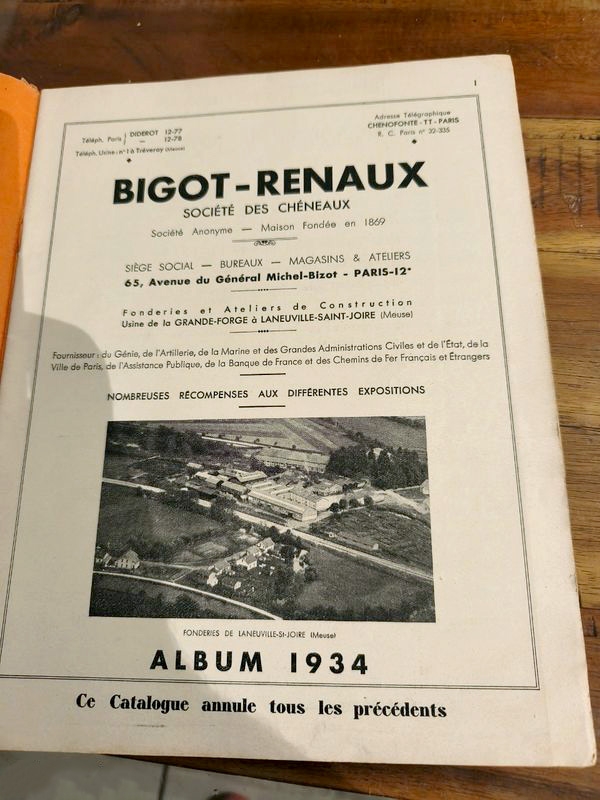 1
Téléph. Paris { DIDEROT 12-77
— 12-78
Téléph. Usine : n° 1 à Tréveray (Meuse)
Adresse Télégraphique
CHENOFONTE - TT - PARIS
R. C. Paris n° 32-335
BIGOT-RENAUX
SOCIÉTÉ DES CHÉNEAUX
Société Anonyme — Maison Fondée en 1869
SIÈGE SOCIAL — BUREAUX — MAGASINS & ATELIERS
65, Avenue du Général Michel-Bizot - PARIS-12e
Fonderies et Ateliers de Construction
Usine de la GRANDE-FORGE à LANEUVILLE-SAINT-JOIRE (Meuse)
Fournisseur : du Génie, de l'Artillerie, de la Marine et des Grandes Administrations Civiles et de l'État, de la
Ville de Paris, de l'Assistance Publique, de la Banque de France et des Chemins de Fer Français et Étrangers
NOMBREUSES RÉCOMPENSES AUX DIFFÉRENTES EXPOSITIONS
FONDERIES DE LANEUVILLE-St-JOIRE (Meuse)
ALBUM 1934
Ce Catalogue annule tous les précédents